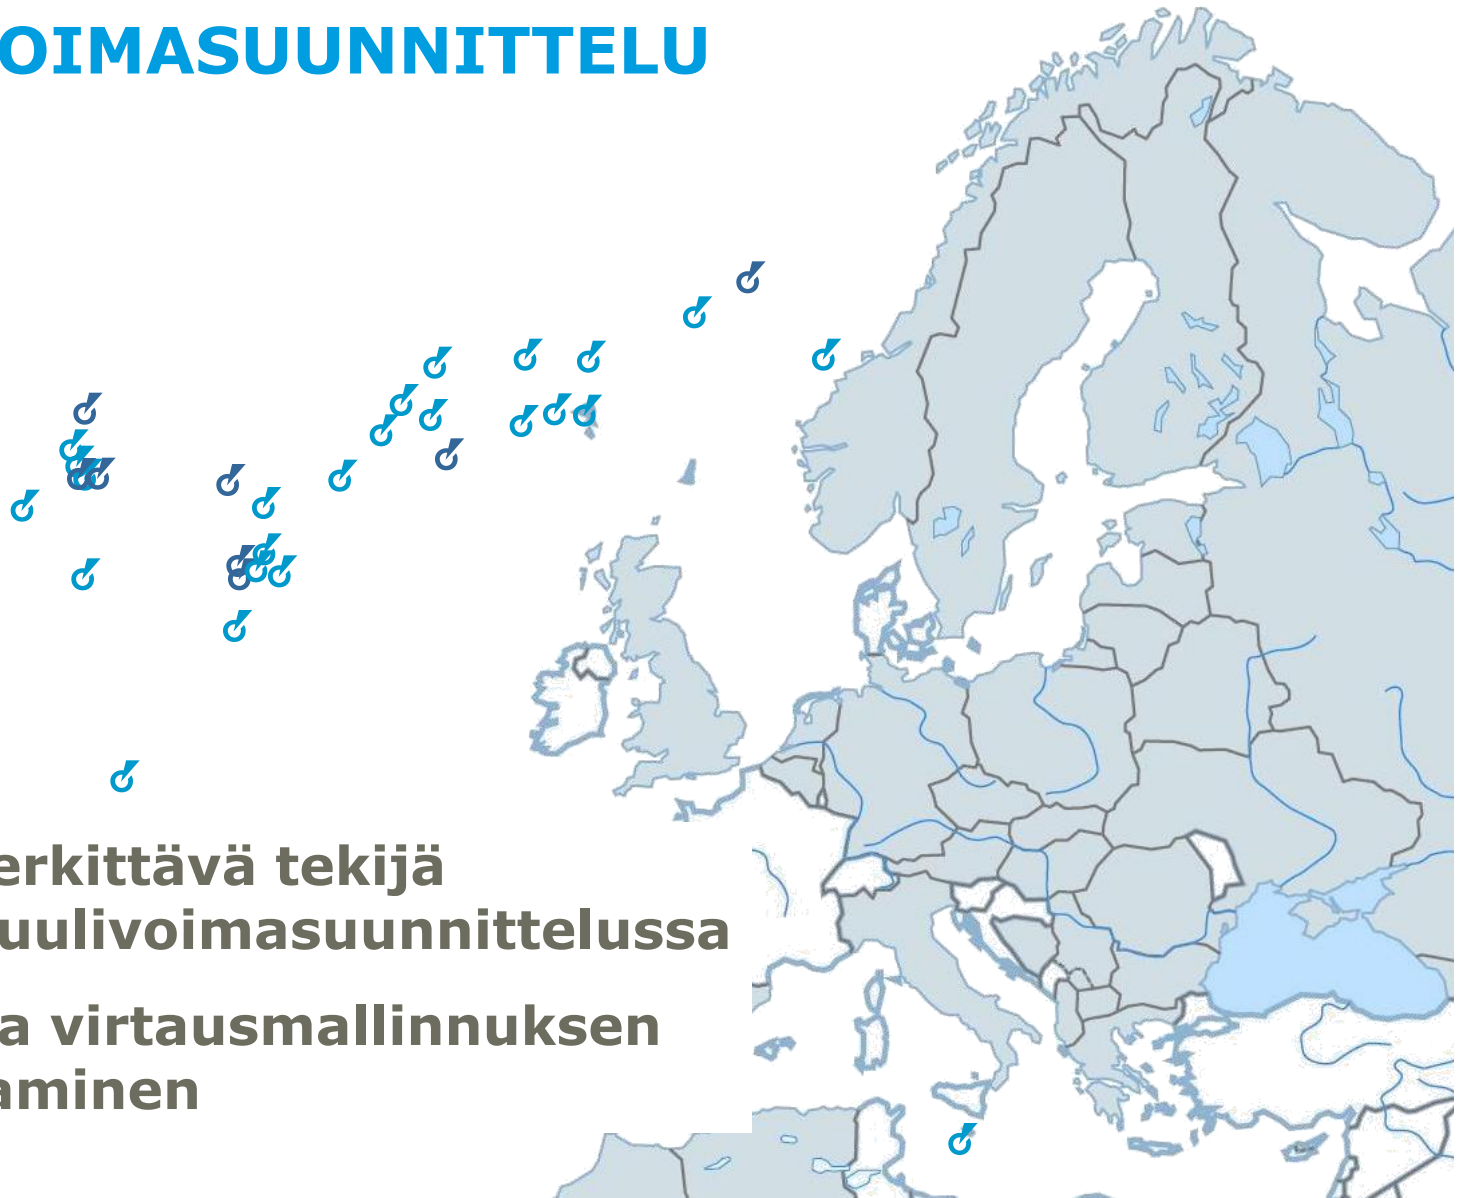 OIMASUUNNITTELU
erkittävä tekijä
uulivoimasuunnittelussa
a virtausmallinnuksen
aminen